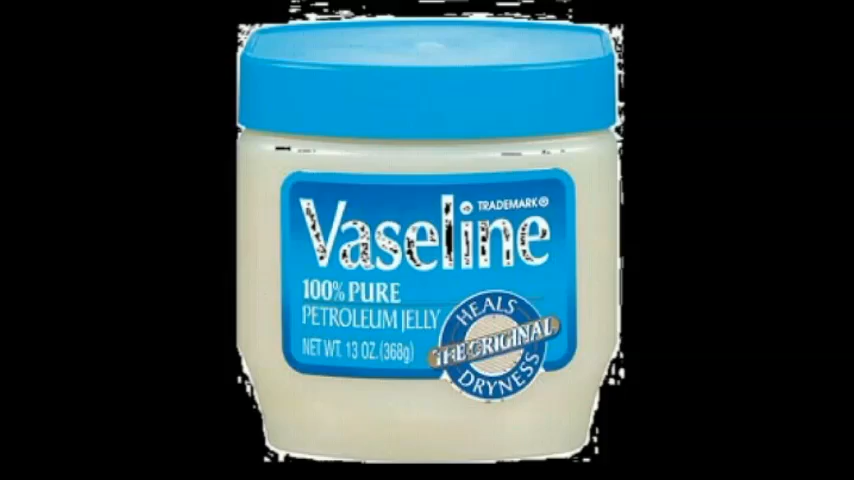 TRADEMARK®
Vaseline
100% PURE
PETROLEUM JELLY
NET WT. 13 OZ. (368g)
HEALS
THE ORIGINAL
DRYNESS